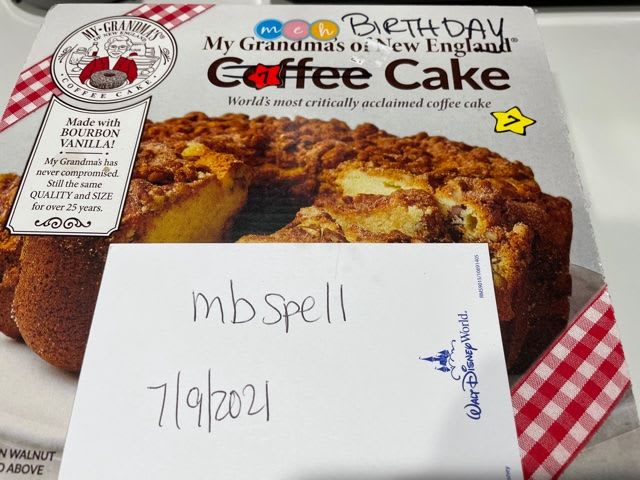 mch BIRTHDAY
My Grandma's of New England®
Coffee Cake
7
World's most critically acclaimed coffee cake
7
MY·GRANDMA'S
OF NEW ENGLAND
COFFEE CAKE
Made with
BOURBON
VANILLA!
My Grandma's has
never compromised.
Still the same
QUALITY and SIZE
for over 25 years.
mbspell
7/9/2021
WALT DISNEY World.
N WALNUT
D ABOVE